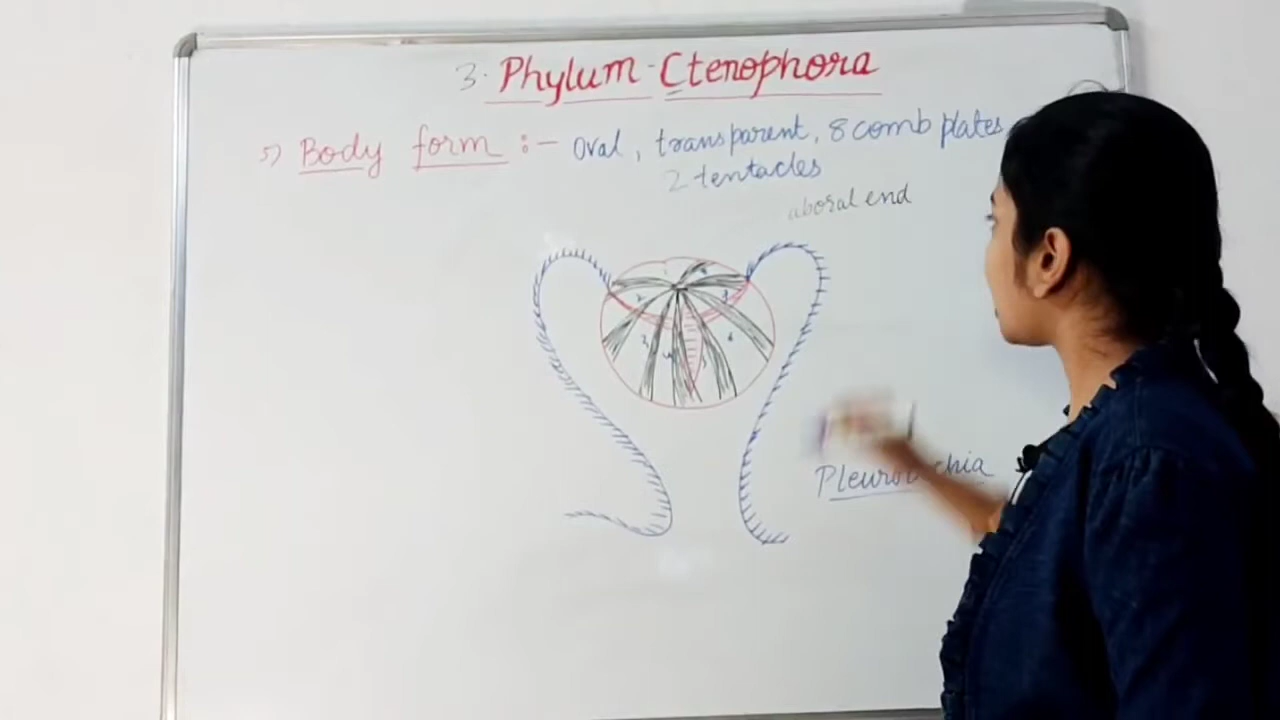 3. Phylum - Ctenophora
5) Body form :- Oval, transparent, 8 comb plates,
2 tentacles
aboral end